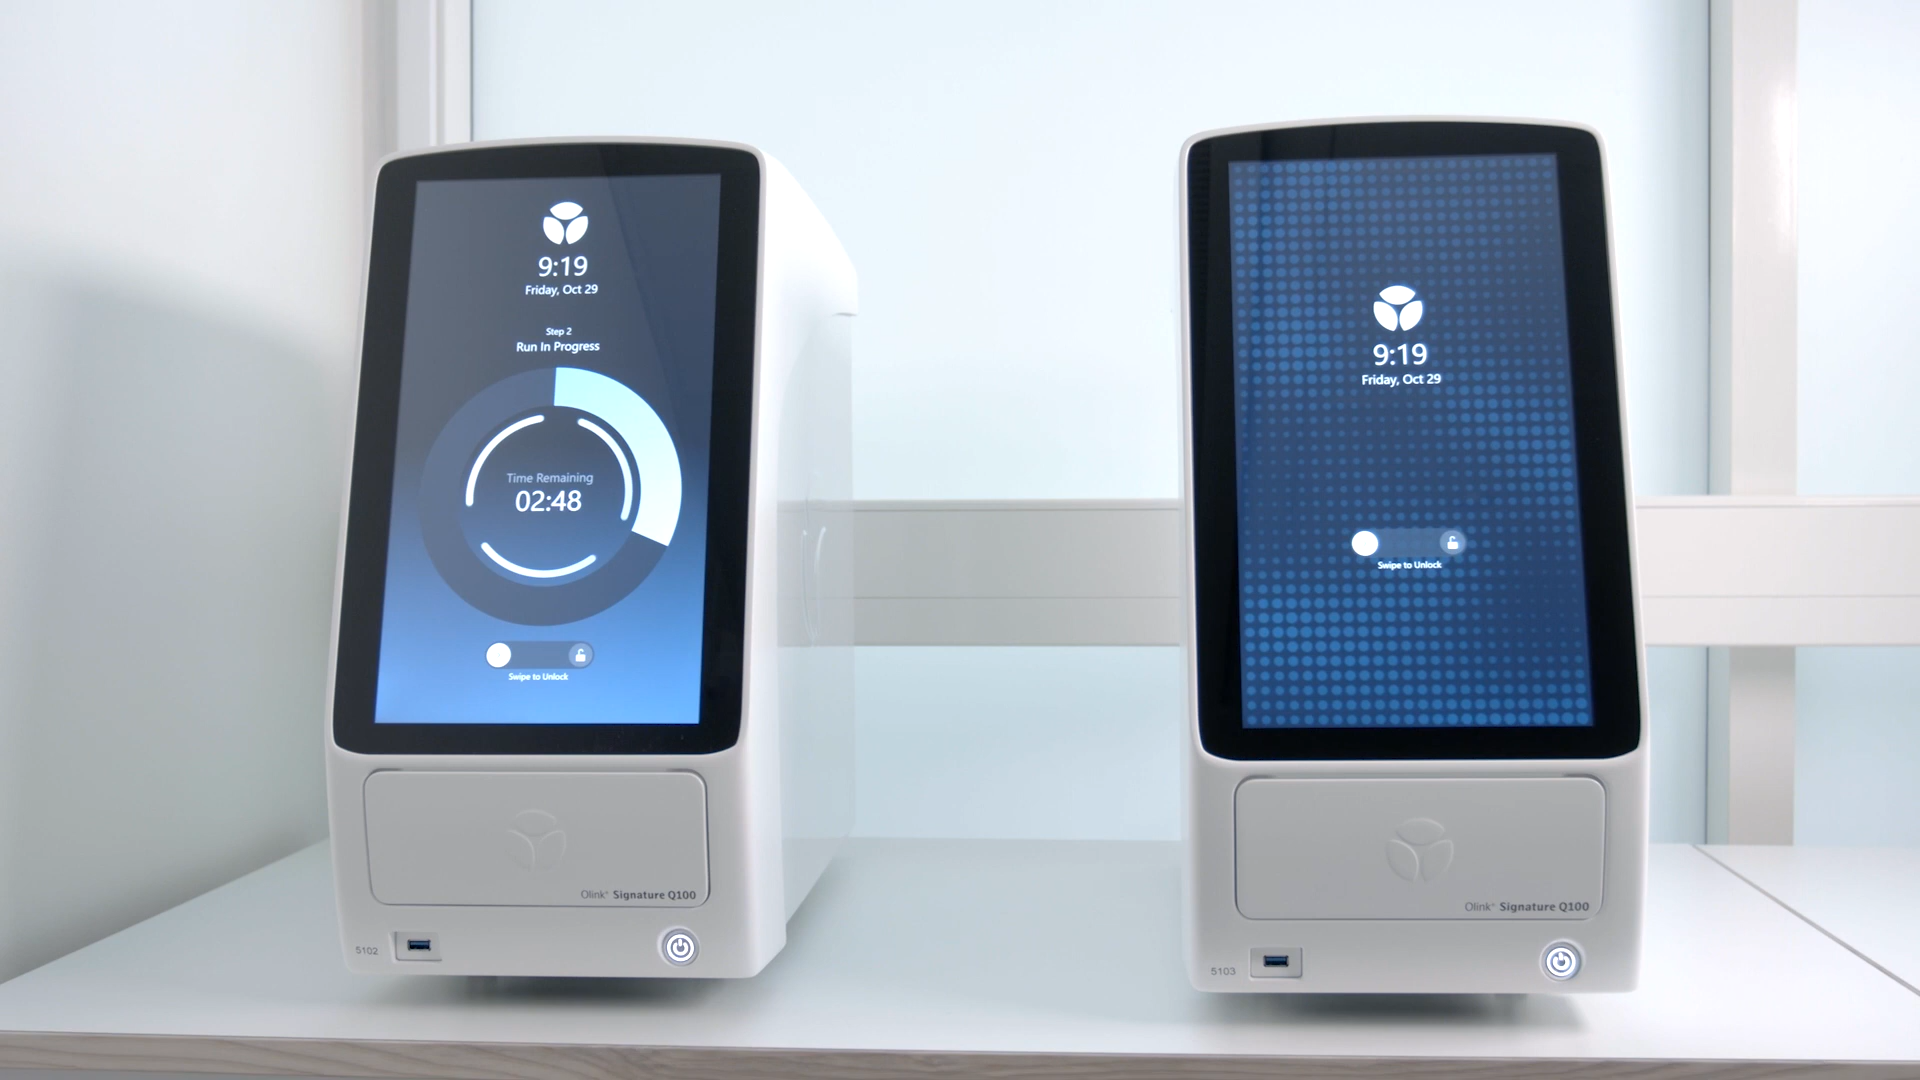 9:19
Friday, Oct 29
Step 2
Run In Progress
Time Remaining
02:48
Swipe to Unlock
Olink® Signature Q100
5102
9:19
Friday, Oct 29
Swipe to Unlock
Olink® Signature Q100
5103